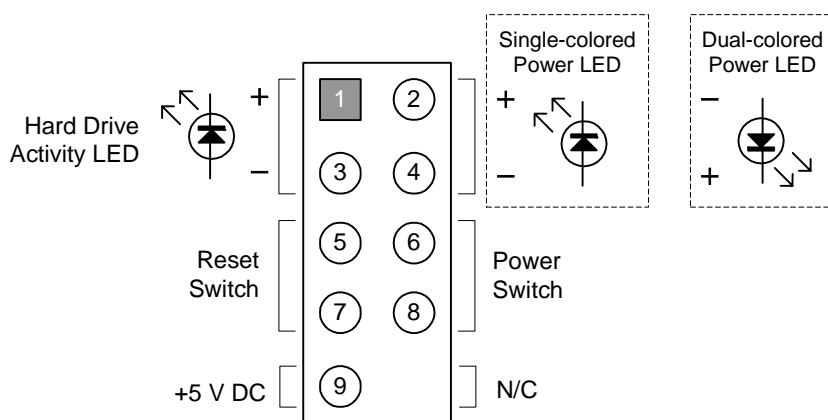 Single-colored
Power LED
Dual-colored
Power LED
Hard Drive
Activity LED
+
−
1
2
3
4
+
−
−
+
Reset
Switch
5
6
7
8
Power
Switch
+5 V DC
9
N/C